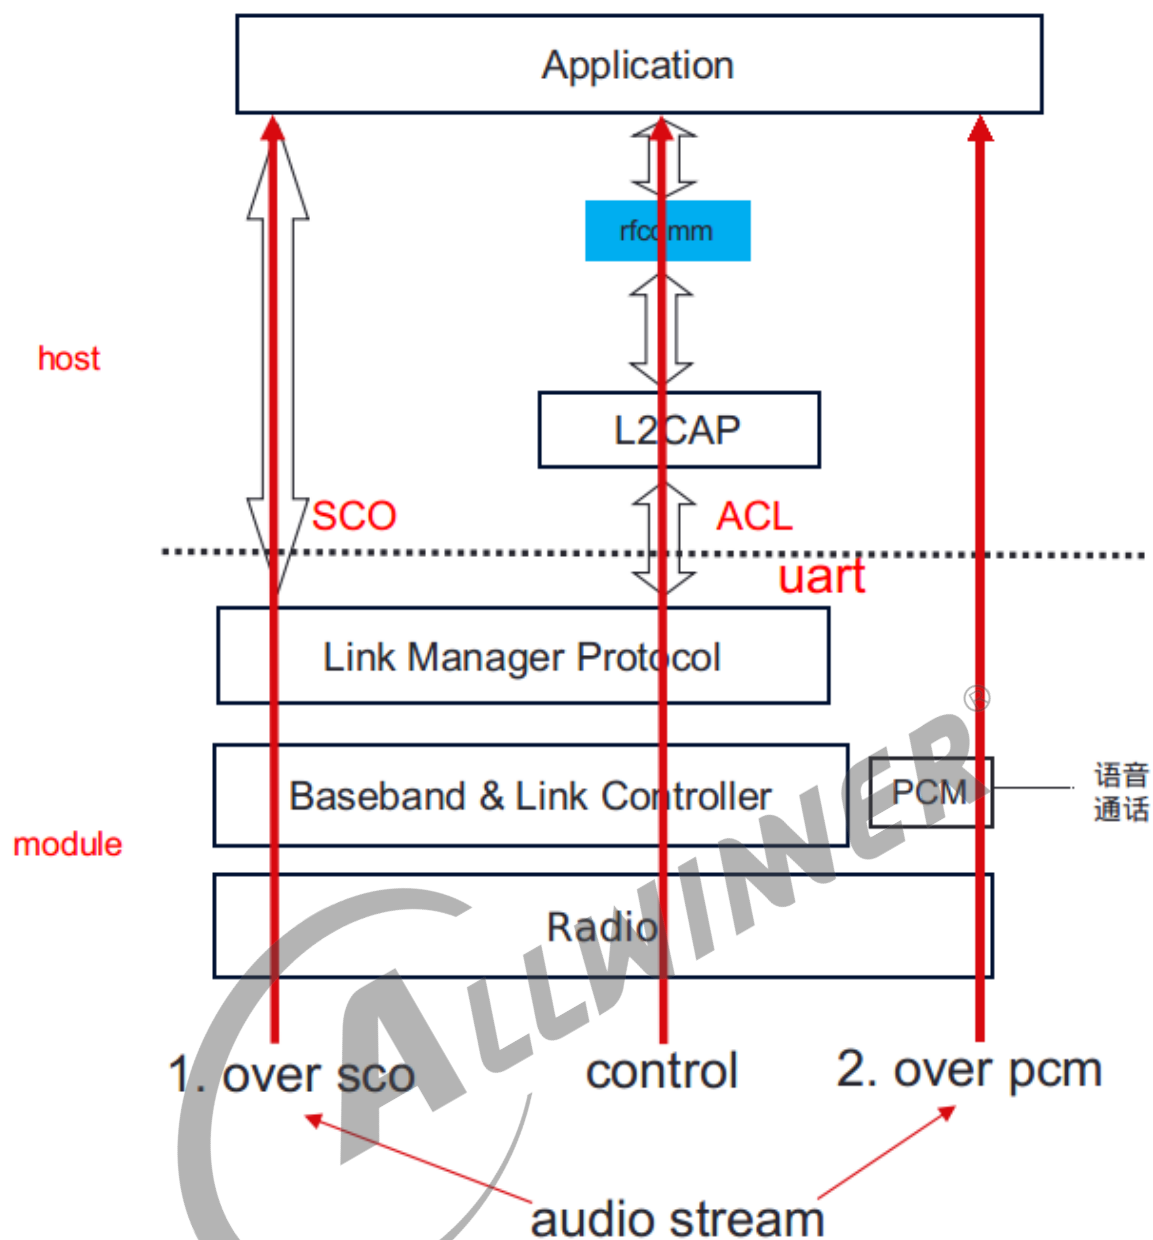 Application
rfcomm
host
L2CAP
SCO
ACL
uart
Link Manager Protocol
Baseband & Link Controller
PCM
语音
通话
module
Radio
ALLWINNER®
1. over sco
control
2. over pcm
audio stream